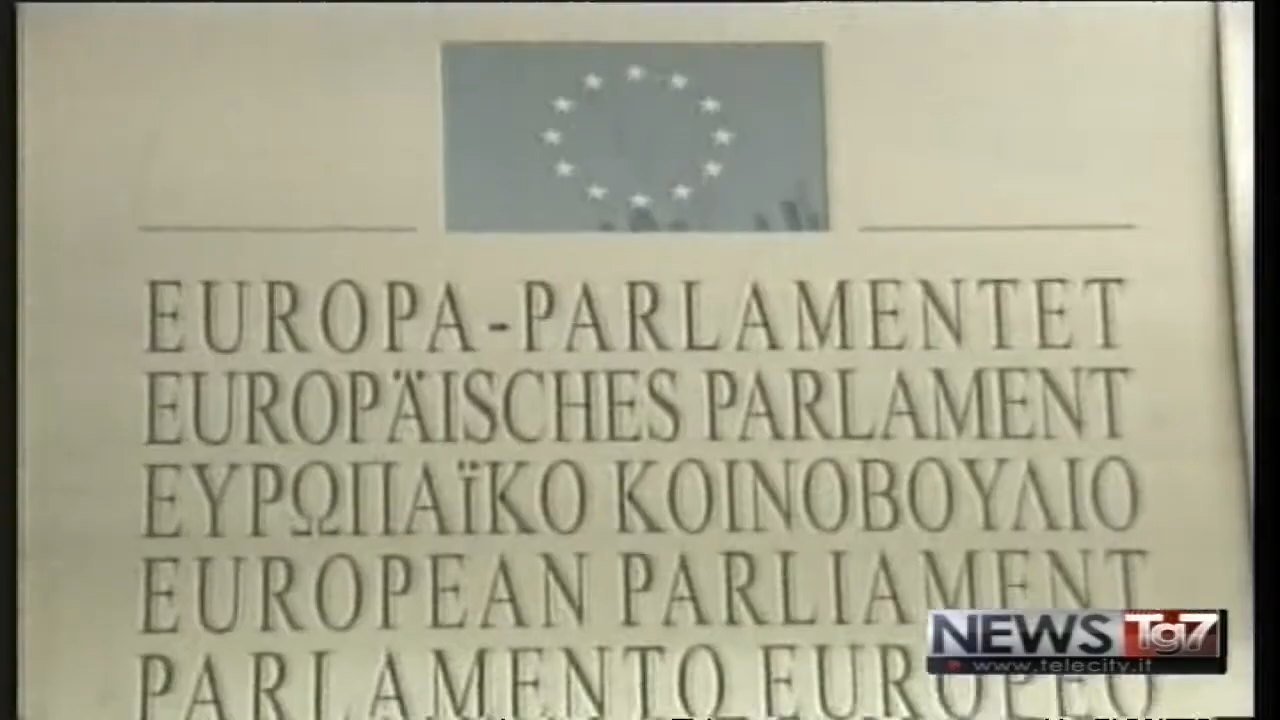 EUROPA-PARLAMENTET
EUROPÄISCHES PARLAMENT
ΕΥΡΩΠΑΪΚΟ ΚΟΙΝΟΒΟΥΛΙΟ
EUROPEAN PARLIAMENT
PARLAMENTO EUROPEO
NEWS Tg7
www.telecity.it